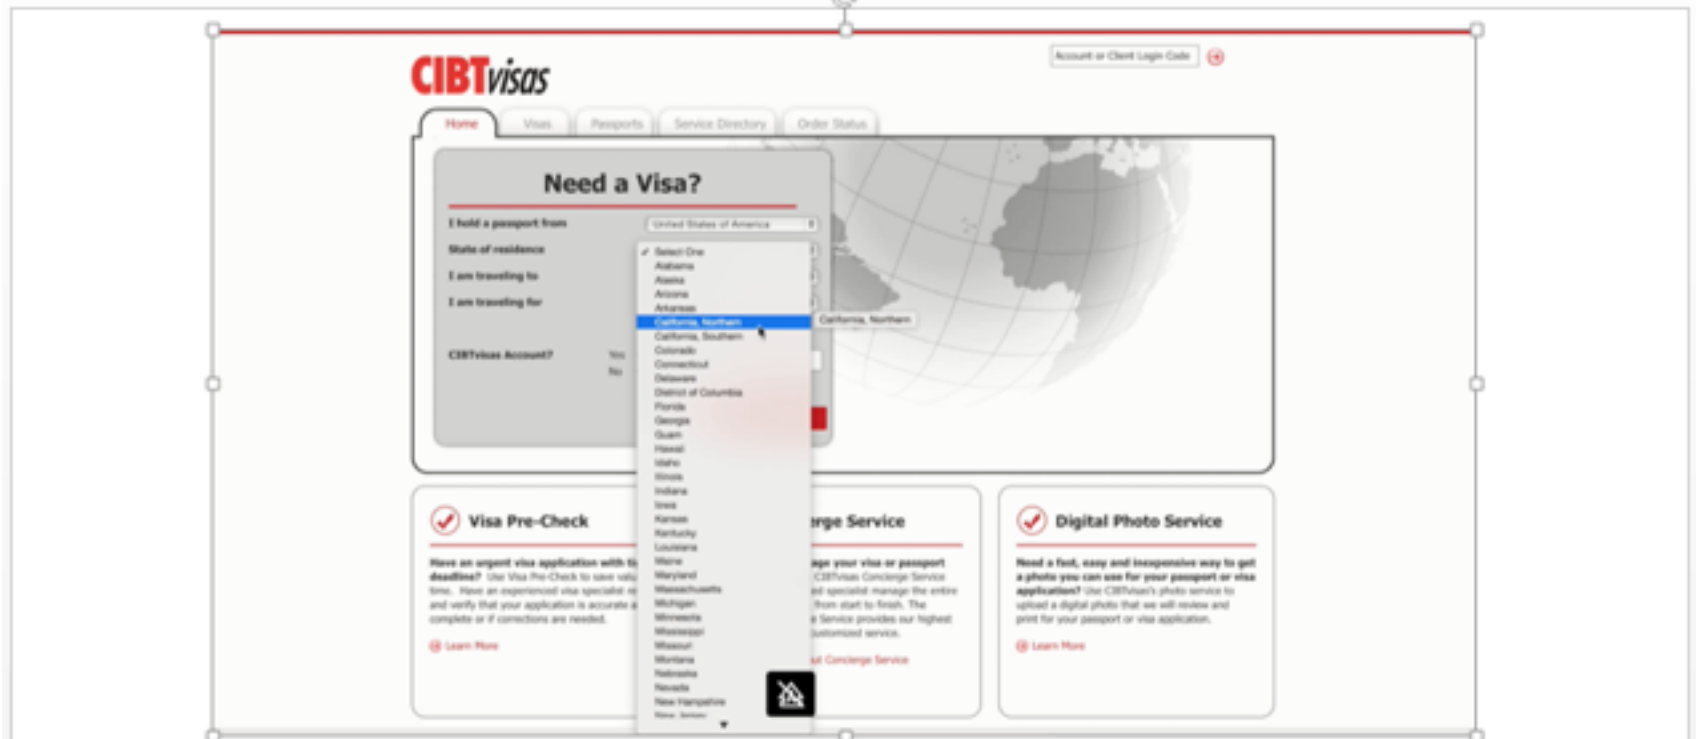 Account or Client Login Code
CIBTvisas
Home
Visas
Passports
Service Directory
Order Status
Need a Visa?
I hold a passport from
United States of America
State of residence
I am traveling to
I am traveling for
CIBTvisas Account?
Yes
No
✓ Select One
Alabama
Alaska
Arizona
Arkansas
California, Northern
California, Northern
California, Southern
Colorado
Connecticut
Delaware
District of Columbia
Florida
Georgia
Guam
Hawaii
Idaho
Illinois
Indiana
Iowa
Kansas
Kentucky
Louisiana
Maine
Maryland
Massachusetts
Michigan
Minnesota
Mississippi
Missouri
Montana
Nebraska
Nevada
New Hampshire
New Jersey
Visa Pre-Check
Have an urgent visa application with
deadline? Use Visa Pre-Check to save
time. Have an experienced visa specialist
and verify that your application is accurate
complete or if corrections are needed.
Learn More
Service
your visa or passport
CIBTvisas Concierge Service
specialist manage the entire
from start to finish. The
Service provides our highest
customized service.
Concierge Service
Digital Photo Service
Need a fast, easy and inexpensive way to get
a photo you can use for your passport or visa
application? Use CIBTvisas's photo service to
upload a digital photo that we will review and
print for your passport or visa application.
Learn More